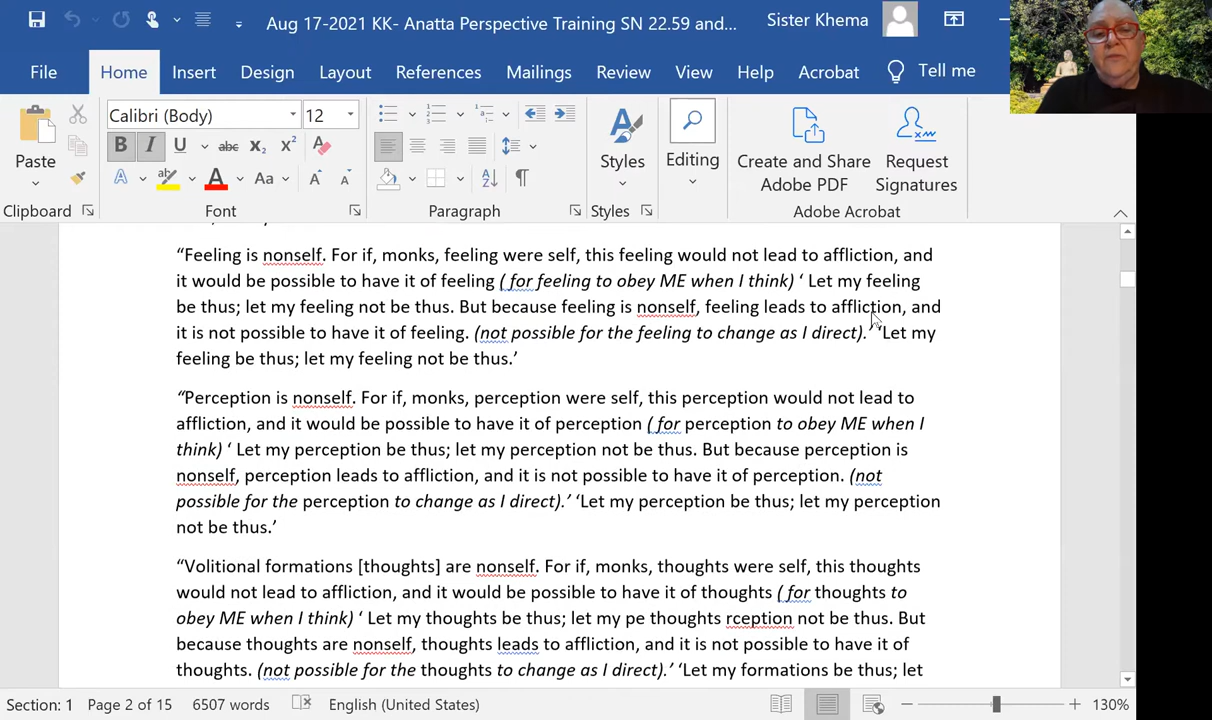 Aug 17-2021 KK- Anatta Perspective Training SN 22.59 and...
Sister Khema
File Home Insert Design Layout References Mailings Review View Help Acrobat Tell me
Calibri (Body) 12
Paste
Styles
Editing
Create and Share Adobe PDF
Request Signatures
Clipboard Font Paragraph Styles Adobe Acrobat
“Feeling is nonself. For if, monks, feeling were self, this feeling would not lead to affliction, and
it would be possible to have it of feeling ( for feeling to obey ME when I think) ‘ Let my feeling
be thus; let my feeling not be thus. But because feeling is nonself, feeling leads to affliction, and
it is not possible to have it of feeling. (not possible for the feeling to change as I direct).’ ‘Let my
feeling be thus; let my feeling not be thus.’
“Perception is nonself. For if, monks, perception were self, this perception would not lead to
affliction, and it would be possible to have it of perception ( for perception to obey ME when I
think) ‘ Let my perception be thus; let my perception not be thus. But because perception is
nonself, perception leads to affliction, and it is not possible to have it of perception. (not
possible for the perception to change as I direct).’ ‘Let my perception be thus; let my perception
not be thus.’
“Volitional formations [thoughts] are nonself. For if, monks, thoughts were self, this thoughts
would not lead to affliction, and it would be possible to have it of thoughts ( for thoughts to
obey ME when I think) ‘ Let my thoughts be thus; let my pe thoughts rception not be thus. But
because thoughts are nonself, thoughts leads to affliction, and it is not possible to have it of
thoughts. (not possible for the thoughts to change as I direct).’ ‘Let my formations be thus; let
Section: 1 Page 2 of 15 6507 words English (United States) 130%